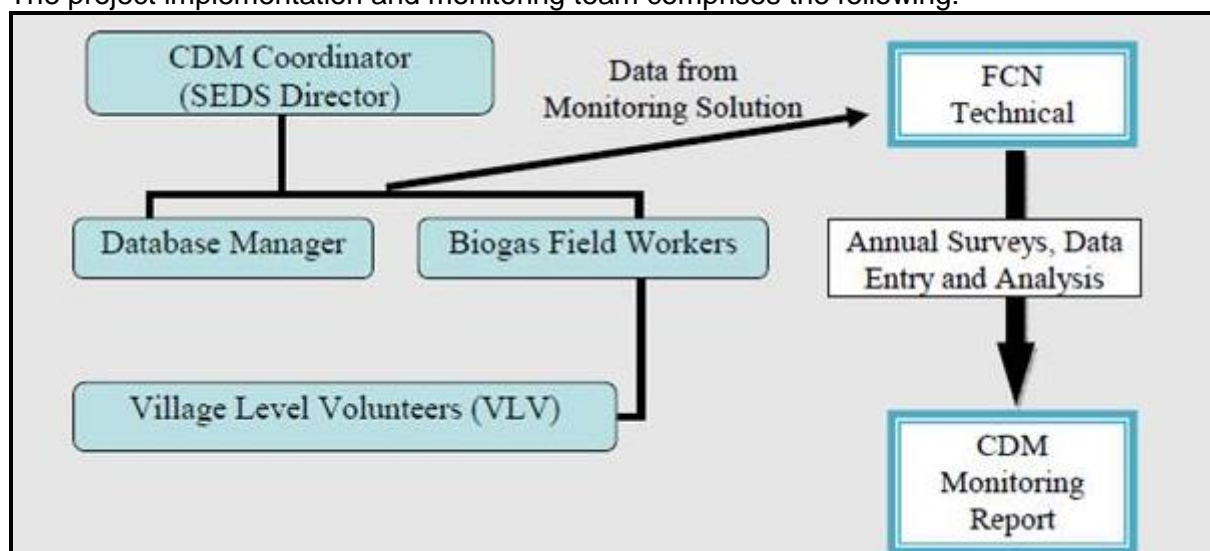 The project implementation and monitoring team comprises the following:
CDM Coordinator
(SEDS Director)
Data from
Monitoring Solution
FCN
Technical
Database Manager
Biogas Field Workers
Annual Surveys, Data
Entry and Analysis
Village Level Volunteers (VLV)
CDM
Monitoring
Report